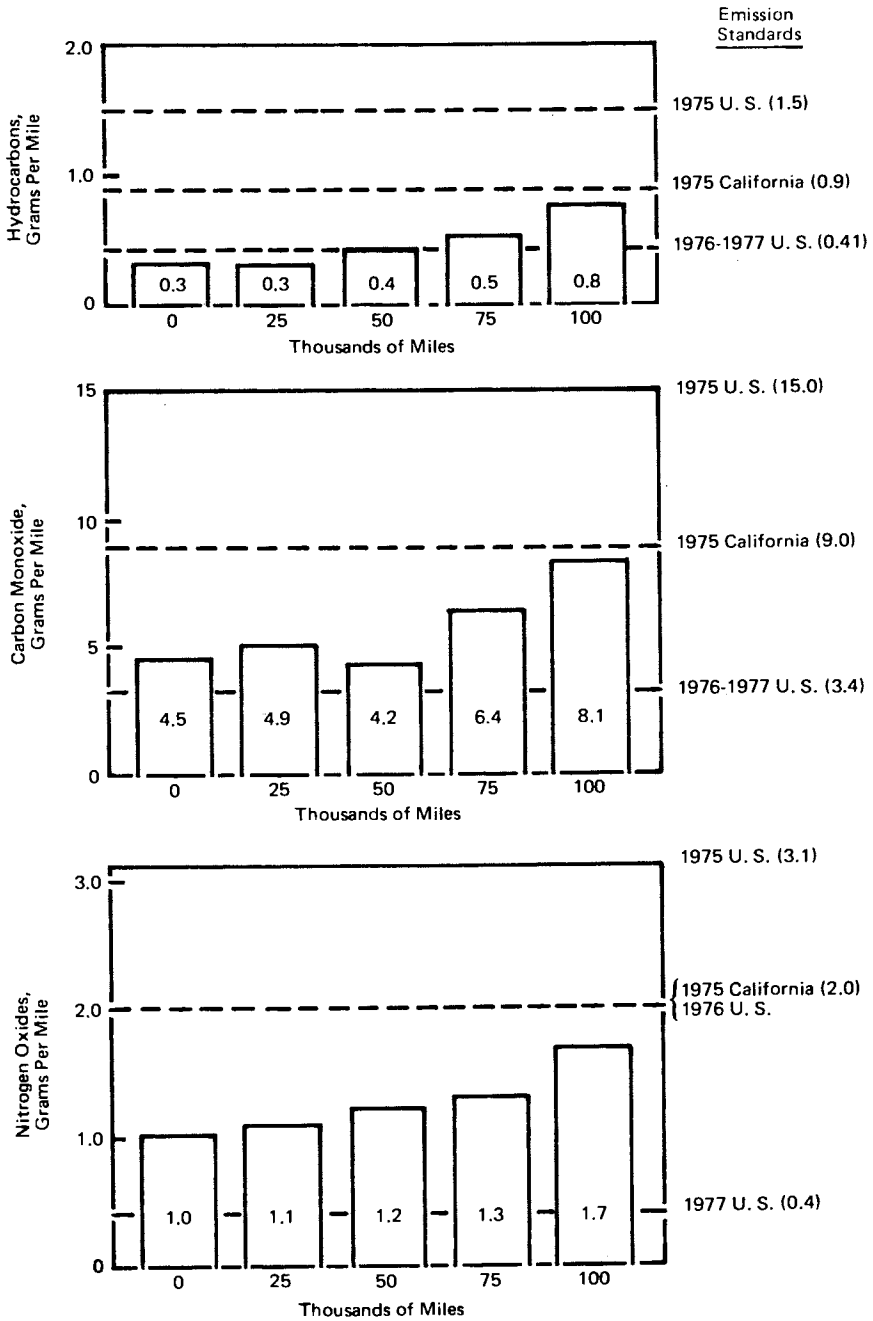 Emission
Standards
2.0
1.0
0
Hydrocarbons,
Grams Per Mile
1975 U. S. (1.5)
1975 California (0.9)
1976-1977 U. S. (0.41)
0.3
0.3
0.4
0.5
0.8
0
25
50
75
100
Thousands of Miles
15
10
5
0
Carbon Monoxide,
Grams Per Mile
1975 U. S. (15.0)
1975 California (9.0)
1976-1977 U. S. (3.4)
4.5
4.9
4.2
6.4
8.1
0
25
50
75
100
Thousands of Miles
3.0
2.0
1.0
0
Nitrogen Oxides,
Grams Per Mile
1975 U. S. (3.1)
1975 California (2.0)
1976 U. S.
1977 U. S. (0.4)
1.0
1.1
1.2
1.3
1.7
0
25
50
75
100
Thousands of Miles